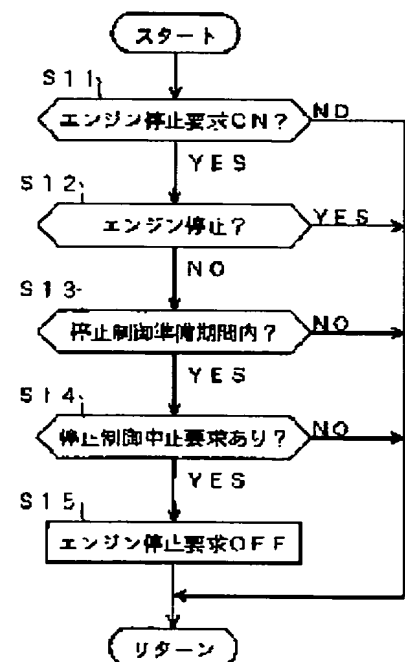 スタート
S11
エンジン停止要求ON?
NO
YES
S12
エンジン停止?
YES
NO
S13
停止制御準備期間内?
NO
YES
S14
停止制御中止要求あり?
NO
YES
S15
エンジン停止要求OFF
リターン